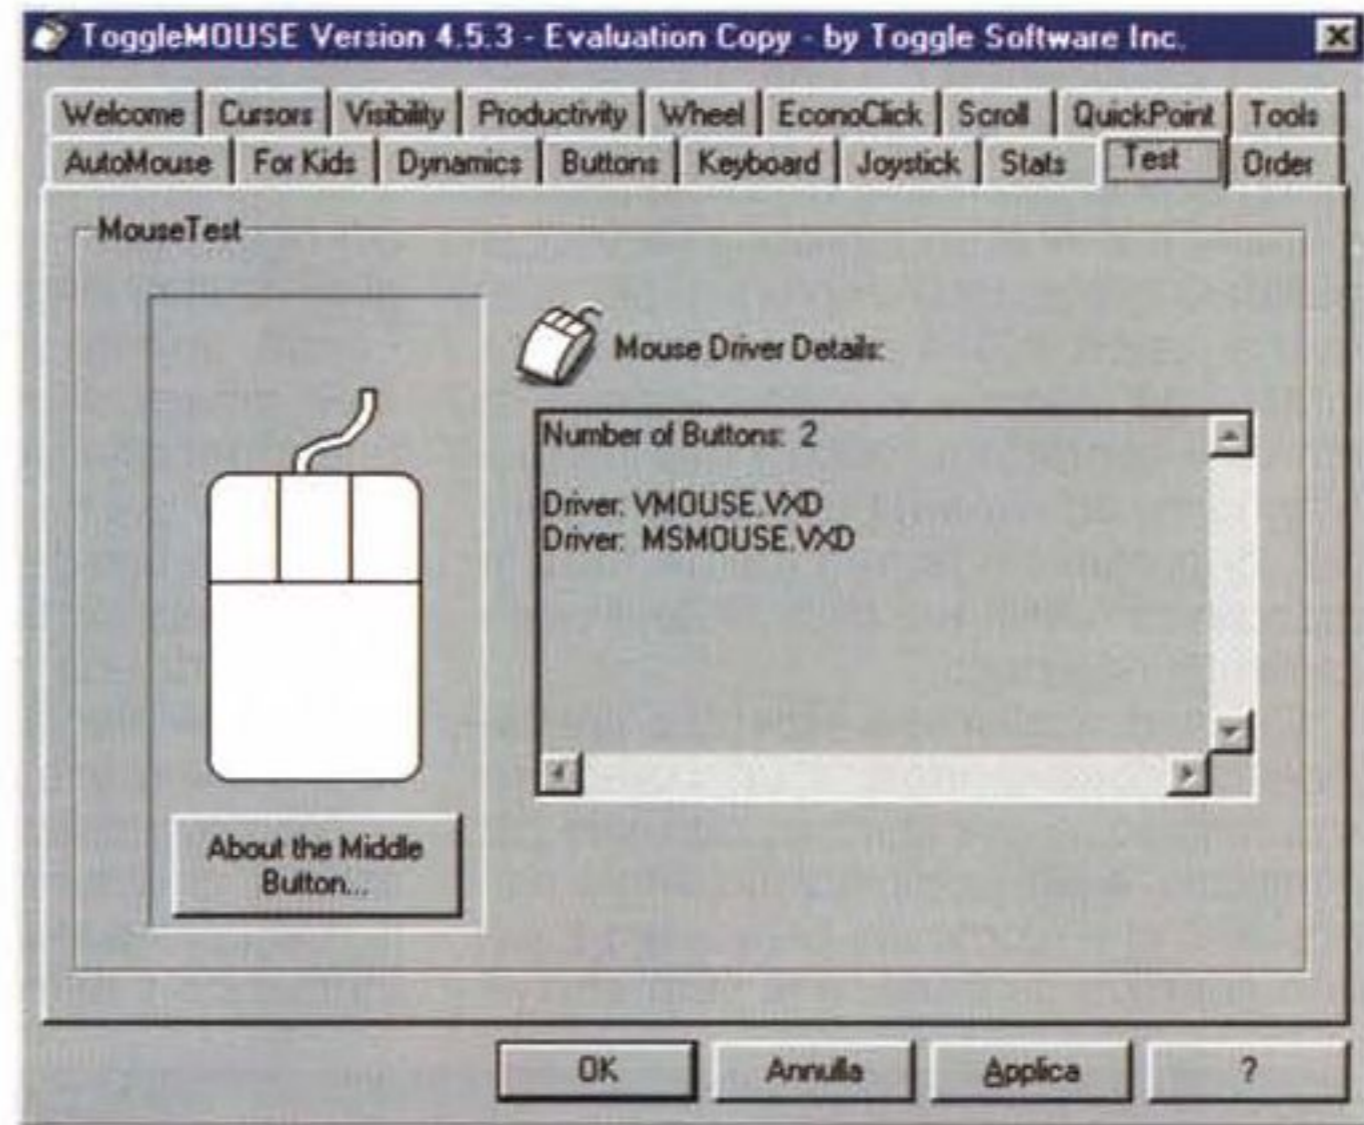 ToggleMOUSE Version 4.5.3 - Evaluation Copy - by Toggle Software Inc.
Welcome Cursors Visibility Productivity Wheel EconoClick Scroll QuickPoint Tools
AutoMouse For Kids Dynamics Buttons Keyboard Joystick Stats Test Order
MouseTest
Mouse Driver Details:
Number of Buttons: 2
Driver: VMOUSE.VXD
Driver: MSMOUSE.VXD
About the Middle
Button...
OK Annulla Applica ?